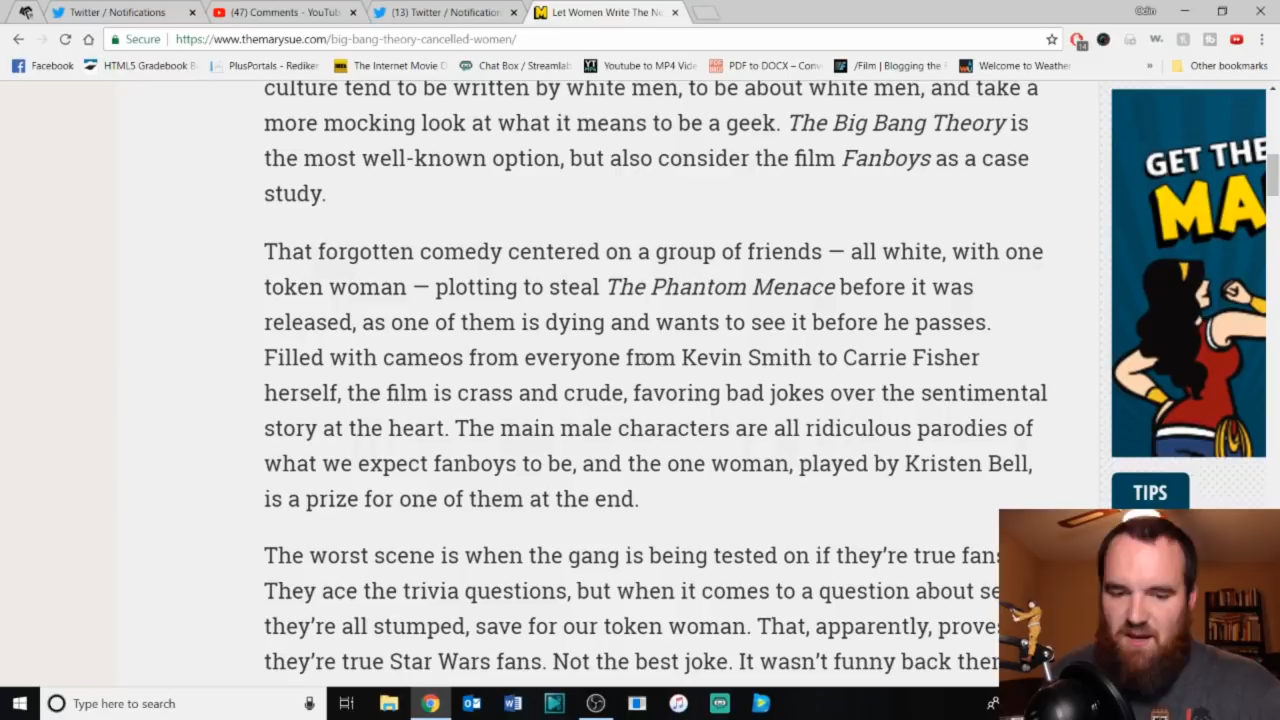 Twitter / Notifications
(47) Comments - YouTub
(13) Twitter / Notification
Let Women Write The Ne
Odin
Secure
https://www.themarysue.com/big-bang-theory-cancelled-women/
Facebook
HTML5 Gradebook B
PlusPortals - Rediker
The Internet Movie D
Chat Box / Streamlab
Youtube to MP4 Vide
PDF to DOCX – Conv
/Film | Blogging the F
Welcome to Weather
Other bookmarks
culture tend to be written by white men, to be about white men, and take a
more mocking look at what it means to be a geek. The Big Bang Theory is
the most well-known option, but also consider the film Fanboys as a case
study.
That forgotten comedy centered on a group of friends — all white, with one
token woman — plotting to steal The Phantom Menace before it was
released, as one of them is dying and wants to see it before he passes.
Filled with cameos from everyone from Kevin Smith to Carrie Fisher
herself, the film is crass and crude, favoring bad jokes over the sentimental
story at the heart. The main male characters are all ridiculous parodies of
what we expect fanboys to be, and the one woman, played by Kristen Bell,
is a prize for one of them at the end.
The worst scene is when the gang is being tested on if they're true fans
They ace the trivia questions, but when it comes to a question about se
they're all stumped, save for our token woman. That, apparently, proves
they're true Star Wars fans. Not the best joke. It wasn't funny back then
GET THE
MA
TIPS
Type here to search